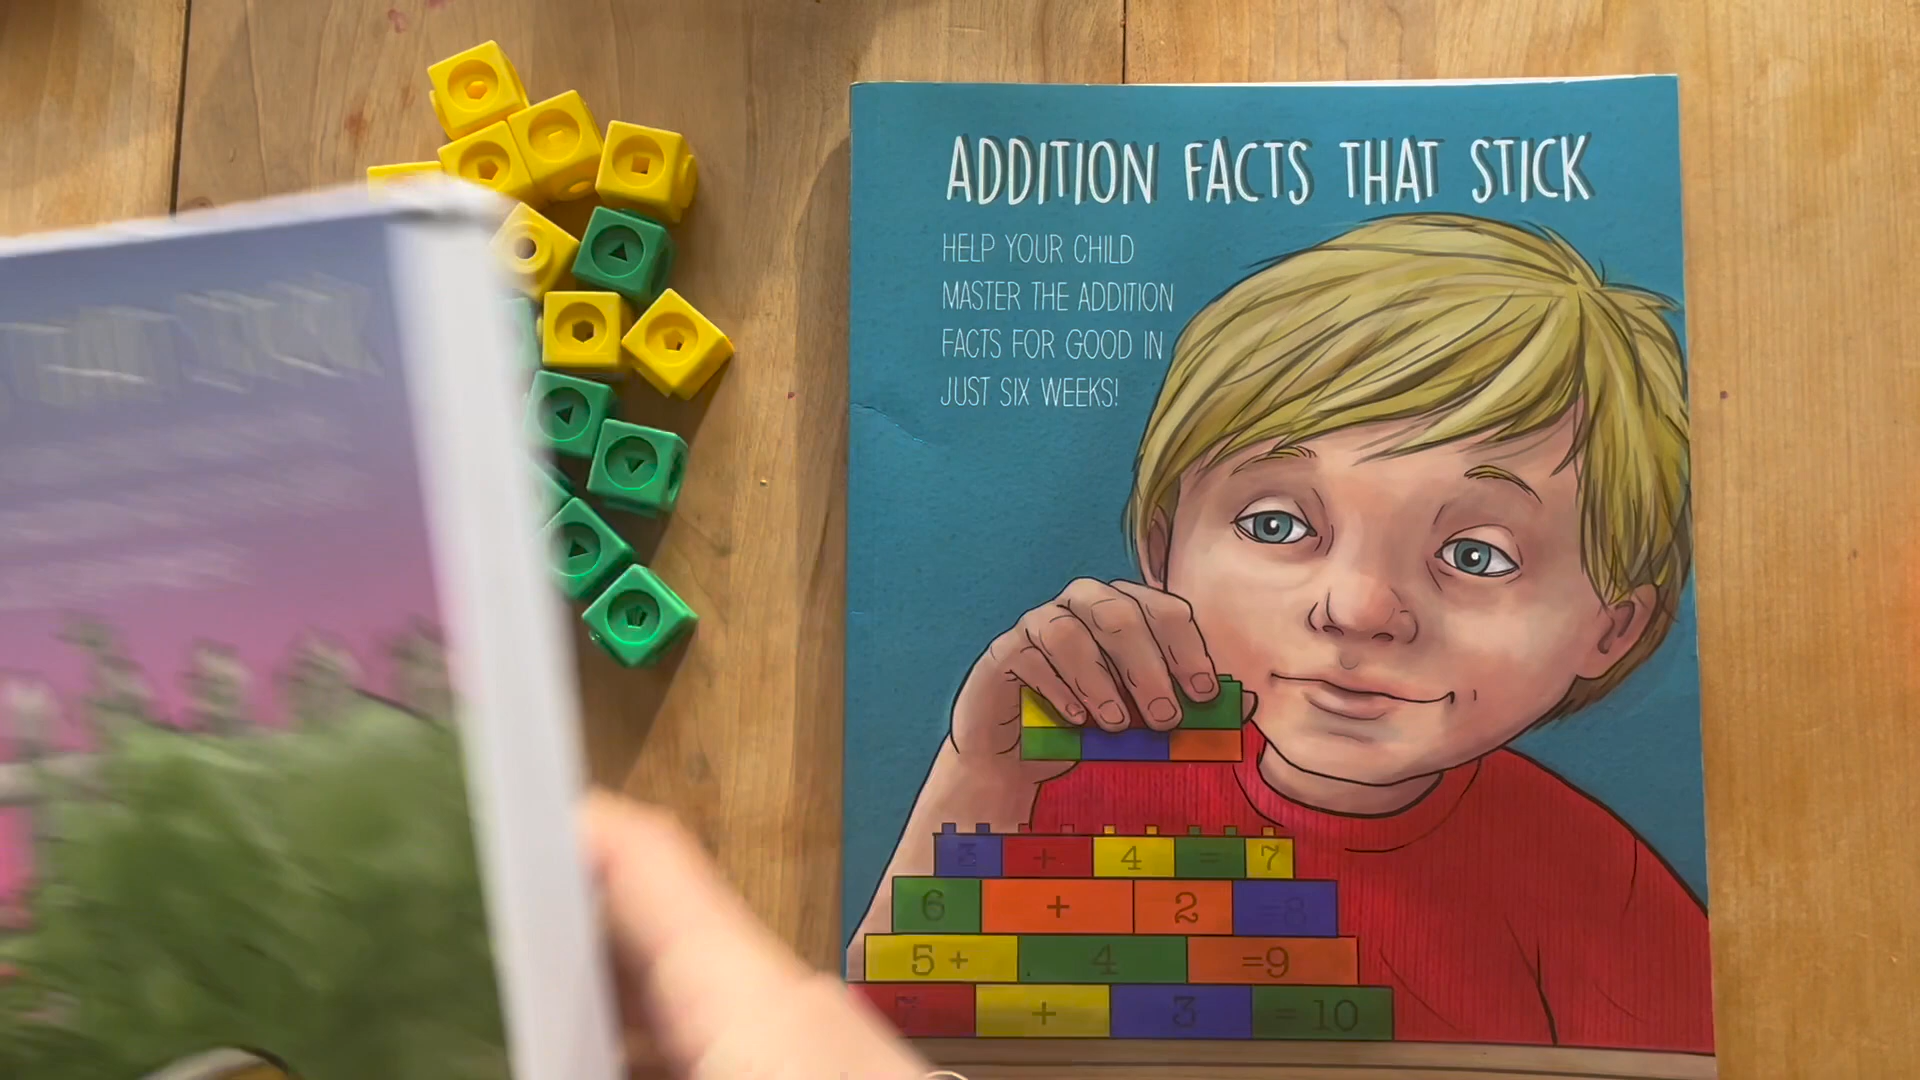 ADDITION FACTS THAT STICK
HELP YOUR CHILD
MASTER THE ADDITION
FACTS FOR GOOD IN
JUST SIX WEEKS!
3 + 4 = 7
6 + 2 =8
5 + 4 =9
7 + 3 = 10